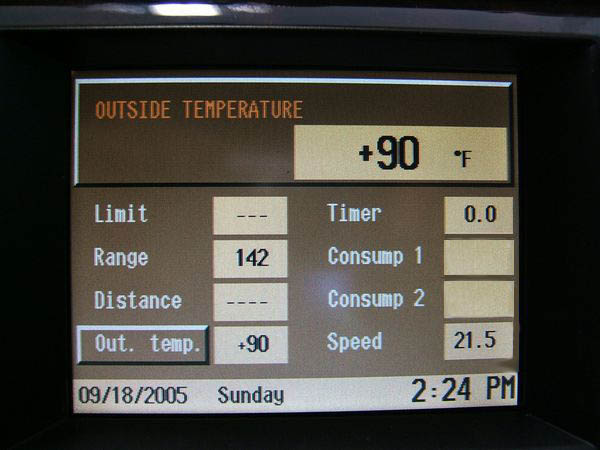 OUTSIDE TEMPERATURE
+90 °F
Limit --- Timer 0.0
Range 142 Consump 1
Distance ---- Consump 2
Out. temp. +90 Speed 21.5
09/18/2005 Sunday 2:24 PM